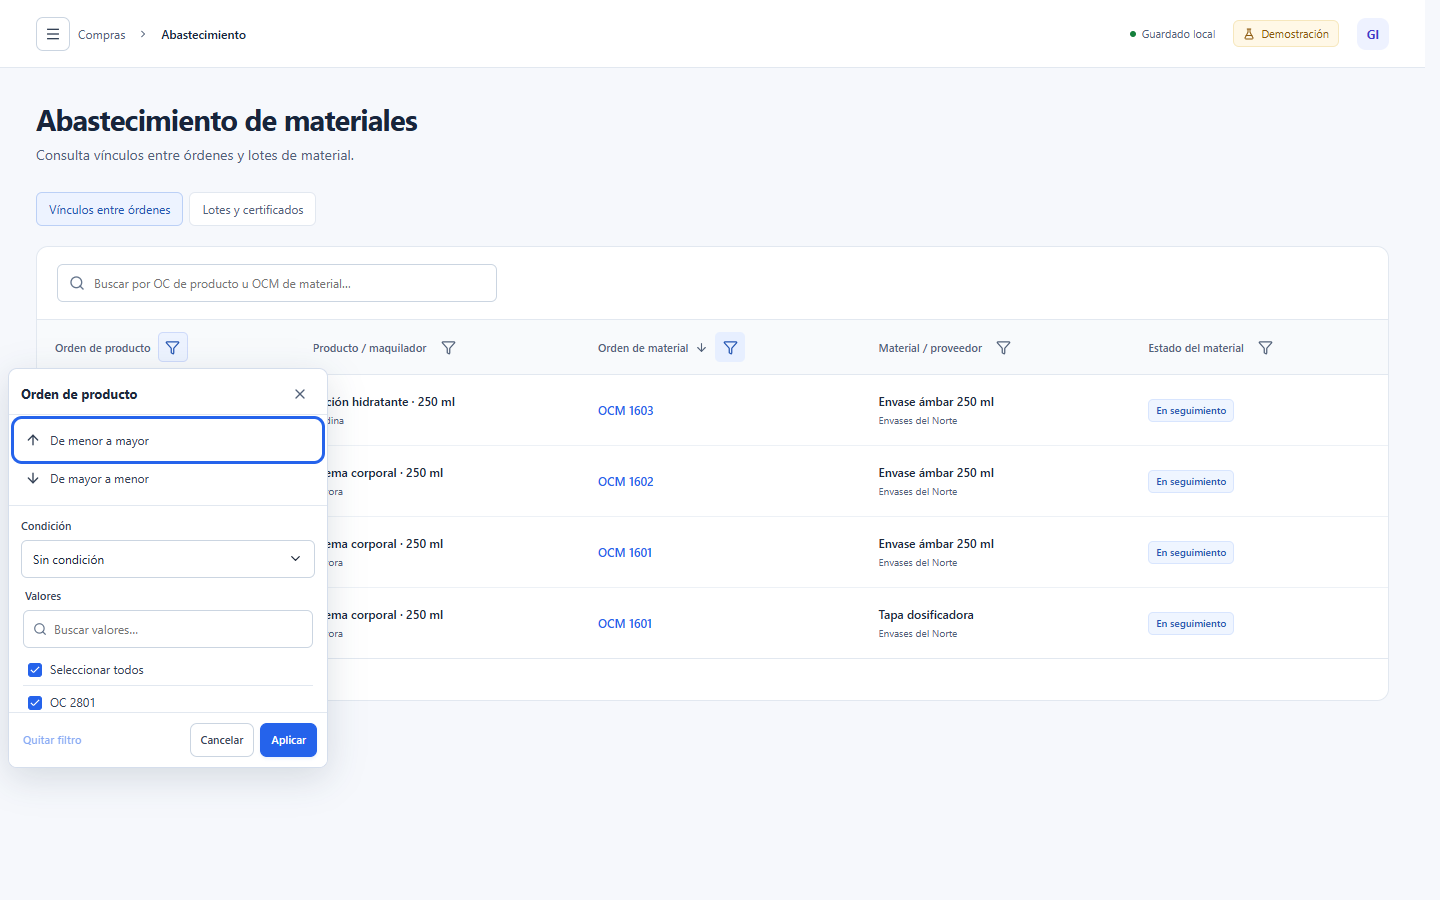 Compras
Abastecimiento
Guardado local
Demostración
GI
Abastecimiento de materiales
Consulta vínculos entre órdenes y lotes de material.
Vínculos entre órdenes
Lotes y certificados
Buscar por OC de producto u OCM de material...
Orden de producto
Producto / maquilador
Orden de material
Material / proveedor
Estado del material
Orden de producto
De menor a mayor
De mayor a menor
Condición
Sin condición
Valores
Buscar valores...
Seleccionar todos
OC 2801
Quitar filtro
Cancelar
Aplicar
hidratante · 250 ml
OCM 1603
Envase ámbar 250 ml
Envases del Norte
En seguimiento
corporal · 250 ml
OCM 1602
Envase ámbar 250 ml
Envases del Norte
En seguimiento
corporal · 250 ml
OCM 1601
Envase ámbar 250 ml
Envases del Norte
En seguimiento
corporal · 250 ml
OCM 1601
Tapa dosificadora
Envases del Norte
En seguimiento